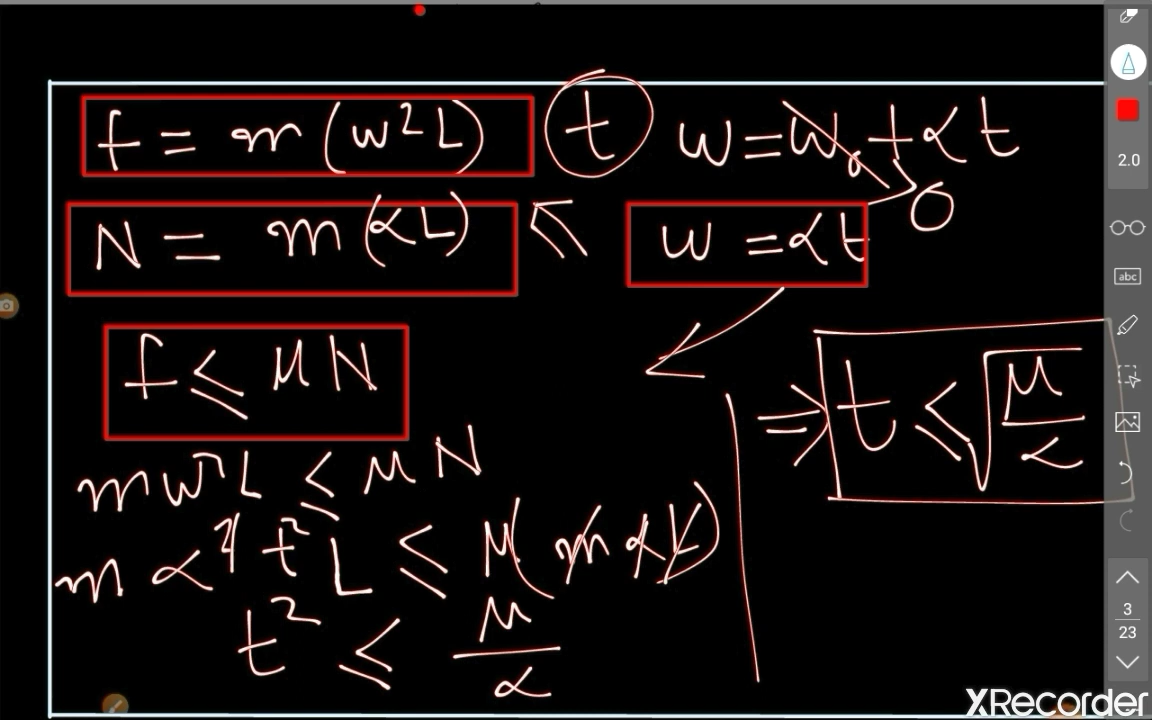 f = m (w²L) t w = w₀ + αt
0
N = m (αL) w = αt
f ≤ μN
⇒ t ≤ √(μ/α)
mw²L ≤ μN
mα²t²L ≤ μ(mαL)
t² ≤ μ/α
2.0
abc
3
23
XRecorder